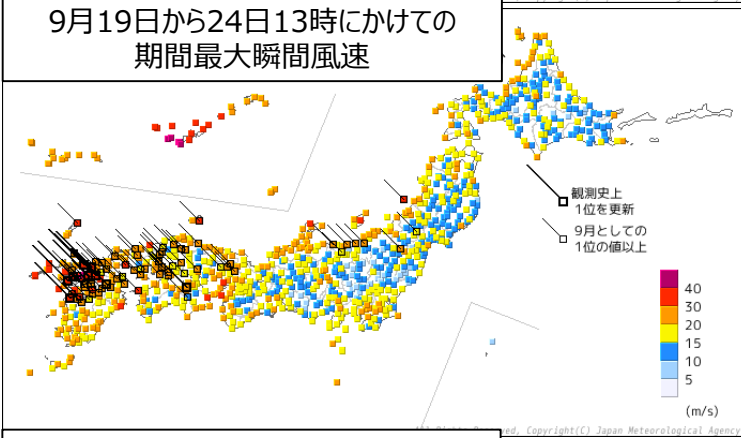 9月19日から24日13時にかけての
期間最大瞬間風速
観測史上
1位を更新
9月としての
1位の値以上
40
30
20
15
10
5
(m/s)
Copyright(C) Japan Meteorological Agency